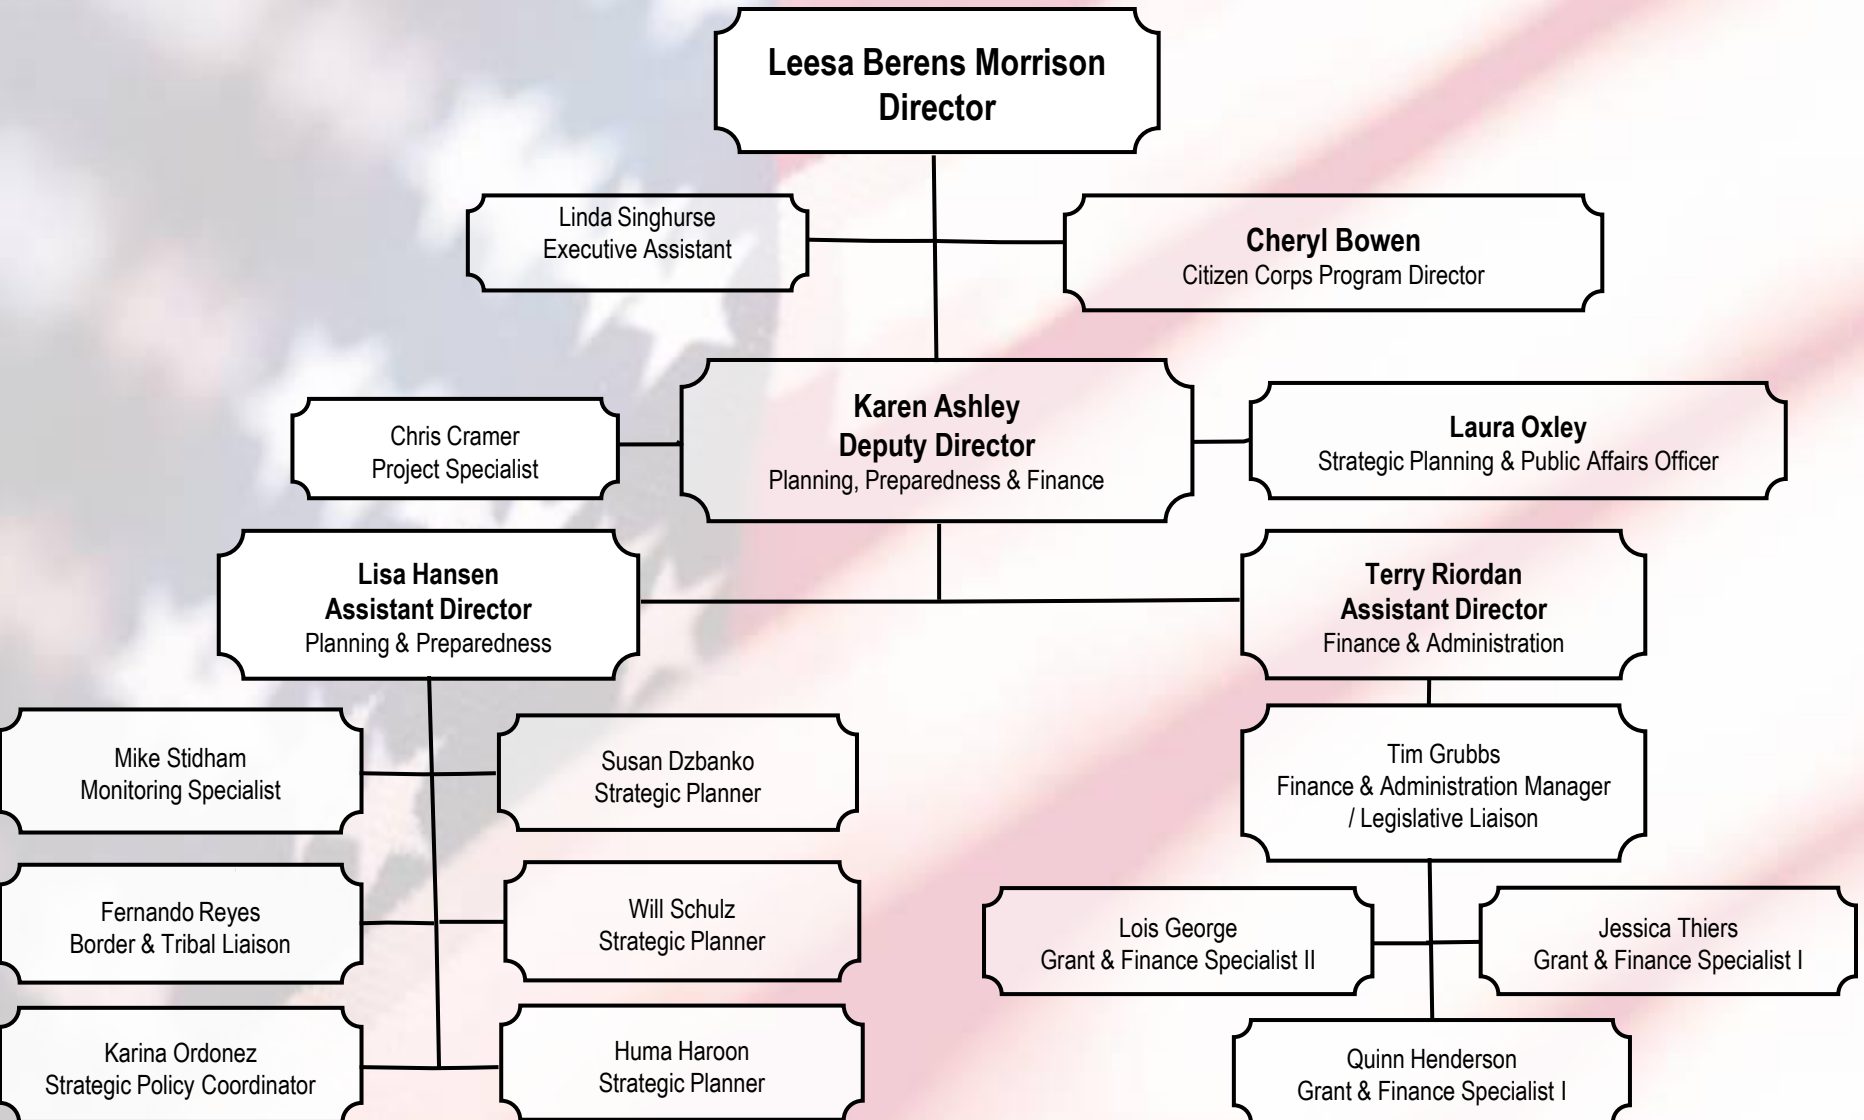 Leesa Berens Morrison
Director
Linda Singhurse
Executive Assistant
Cheryl Bowen
Citizen Corps Program Director
Karen Ashley
Deputy Director
Planning, Preparedness & Finance
Chris Cramer
Project Specialist
Laura Oxley
Strategic Planning & Public Affairs Officer
Lisa Hansen
Assistant Director
Planning & Preparedness
Terry Riordan
Assistant Director
Finance & Administration
Mike Stidham
Monitoring Specialist
Susan Dzbanko
Strategic Planner
Tim Grubbs
Finance & Administration Manager
/ Legislative Liaison
Fernando Reyes
Border & Tribal Liaison
Will Schulz
Strategic Planner
Lois George
Grant & Finance Specialist II
Jessica Thiers
Grant & Finance Specialist I
Karina Ordonez
Strategic Policy Coordinator
Huma Haroon
Strategic Planner
Quinn Henderson
Grant & Finance Specialist I